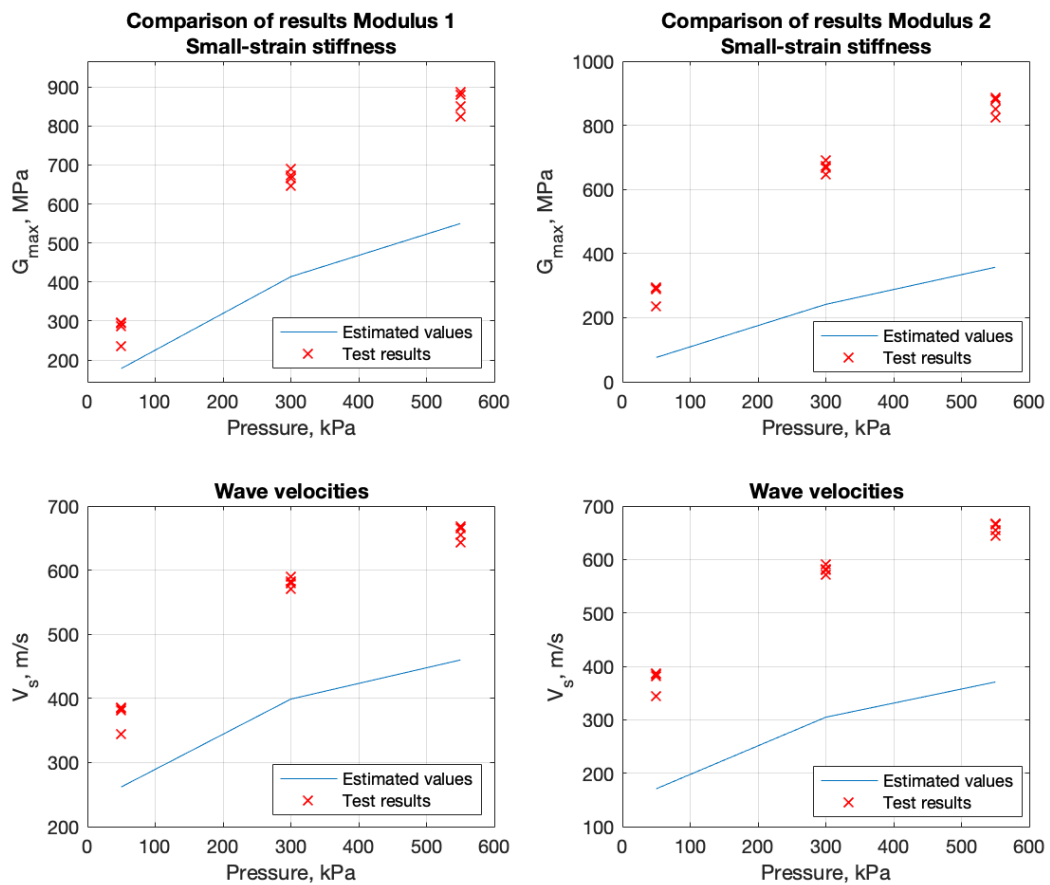 Comparison of results Modulus 1
Small-strain stiffness
900
800
700
600
500
400
300
200
G_max, MPa
0 100 200 300 400 500 600
Pressure, kPa
Estimated values
Test results
Comparison of results Modulus 2
Small-strain stiffness
1000
800
600
400
200
0
G_max, MPa
0 100 200 300 400 500 600
Pressure, kPa
Estimated values
Test results
Wave velocities
700
600
500
400
300
200
V_s, m/s
0 100 200 300 400 500 600
Pressure, kPa
Estimated values
Test results
Wave velocities
700
600
500
400
300
200
100
V_s, m/s
0 100 200 300 400 500 600
Pressure, kPa
Estimated values
Test results